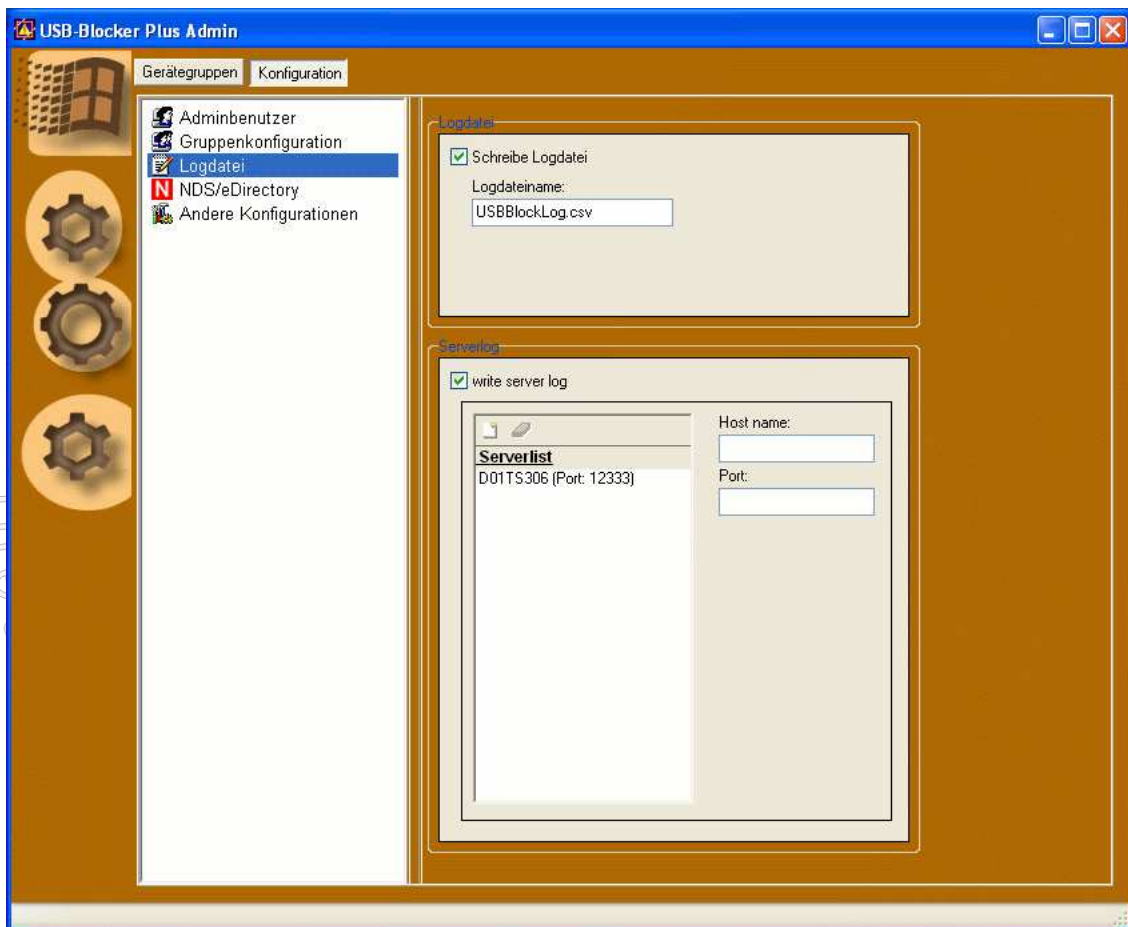 USB-Blocker Plus Admin
Gerätegruppen
Konfiguration
Adminbenutzer
Gruppenkonfiguration
Logdatei
N NDS/eDirectory
Andere Konfigurationen
Logdatei
Schreibe Logdatei
Logdateiname:
USBBlockLog.csv
Serverlog
write server log
Serverlist
D01TS306 (Port: 12333)
Host name:
Port: